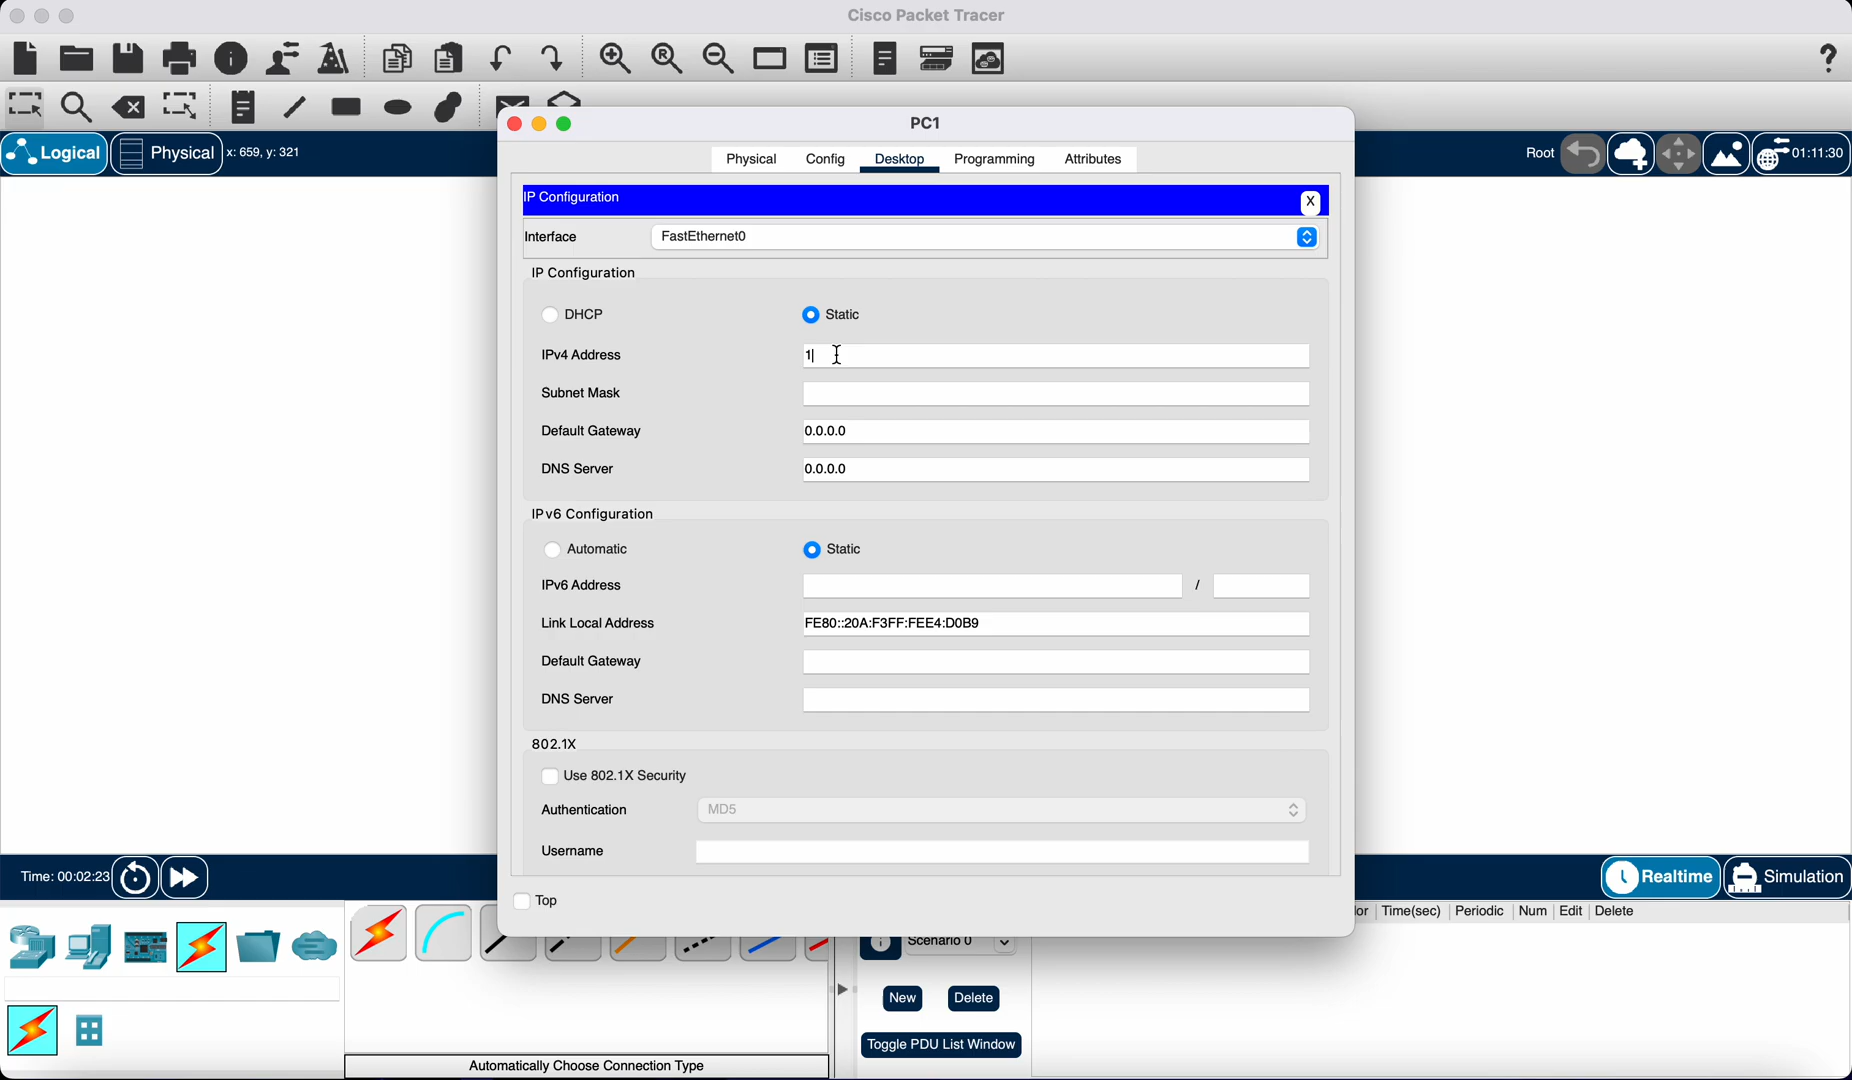 Cisco Packet Tracer
?
Logical
Physical
x: 659, y: 321
PC1
Root
01:11:30
Physical
Config
Desktop
Programming
Attributes
IP Configuration
X
Interface
FastEthernet0
IP Configuration
DHCP
Static
IPv4 Address
1
Subnet Mask
Default Gateway
0.0.0.0
DNS Server
0.0.0.0
IPv6 Configuration
Automatic
Static
IPv6 Address
/
Link Local Address
FE80::20A:F3FF:FEE4:D0B9
Default Gateway
DNS Server
802.1X
Use 802.1X Security
Authentication
MD5
Username
Top
Time: 00:02:23
Realtime
Simulation
Time(sec)
Periodic
Num
Edit
Delete
Scenario 0
New
Delete
Toggle PDU List Window
Automatically Choose Connection Type